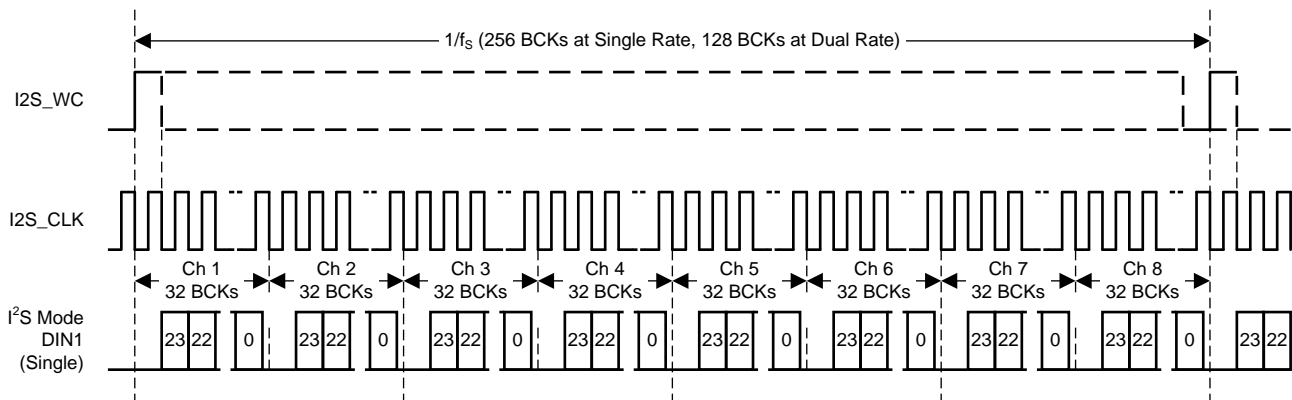 1/fS (256 BCKs at Single Rate, 128 BCKs at Dual Rate)
I2S_WC
I2S_CLK
Ch 1 Ch 2 Ch 3 Ch 4 Ch 5 Ch 6 Ch 7 Ch 8
32 BCKs 32 BCKs 32 BCKs 32 BCKs 32 BCKs 32 BCKs 32 BCKs 32 BCKs
I²S Mode
DIN1
(Single)
23 22 0 23 22 0 23 22 0 23 22 0 23 22 0 23 22 0 23 22 0 23 22 0 23 22